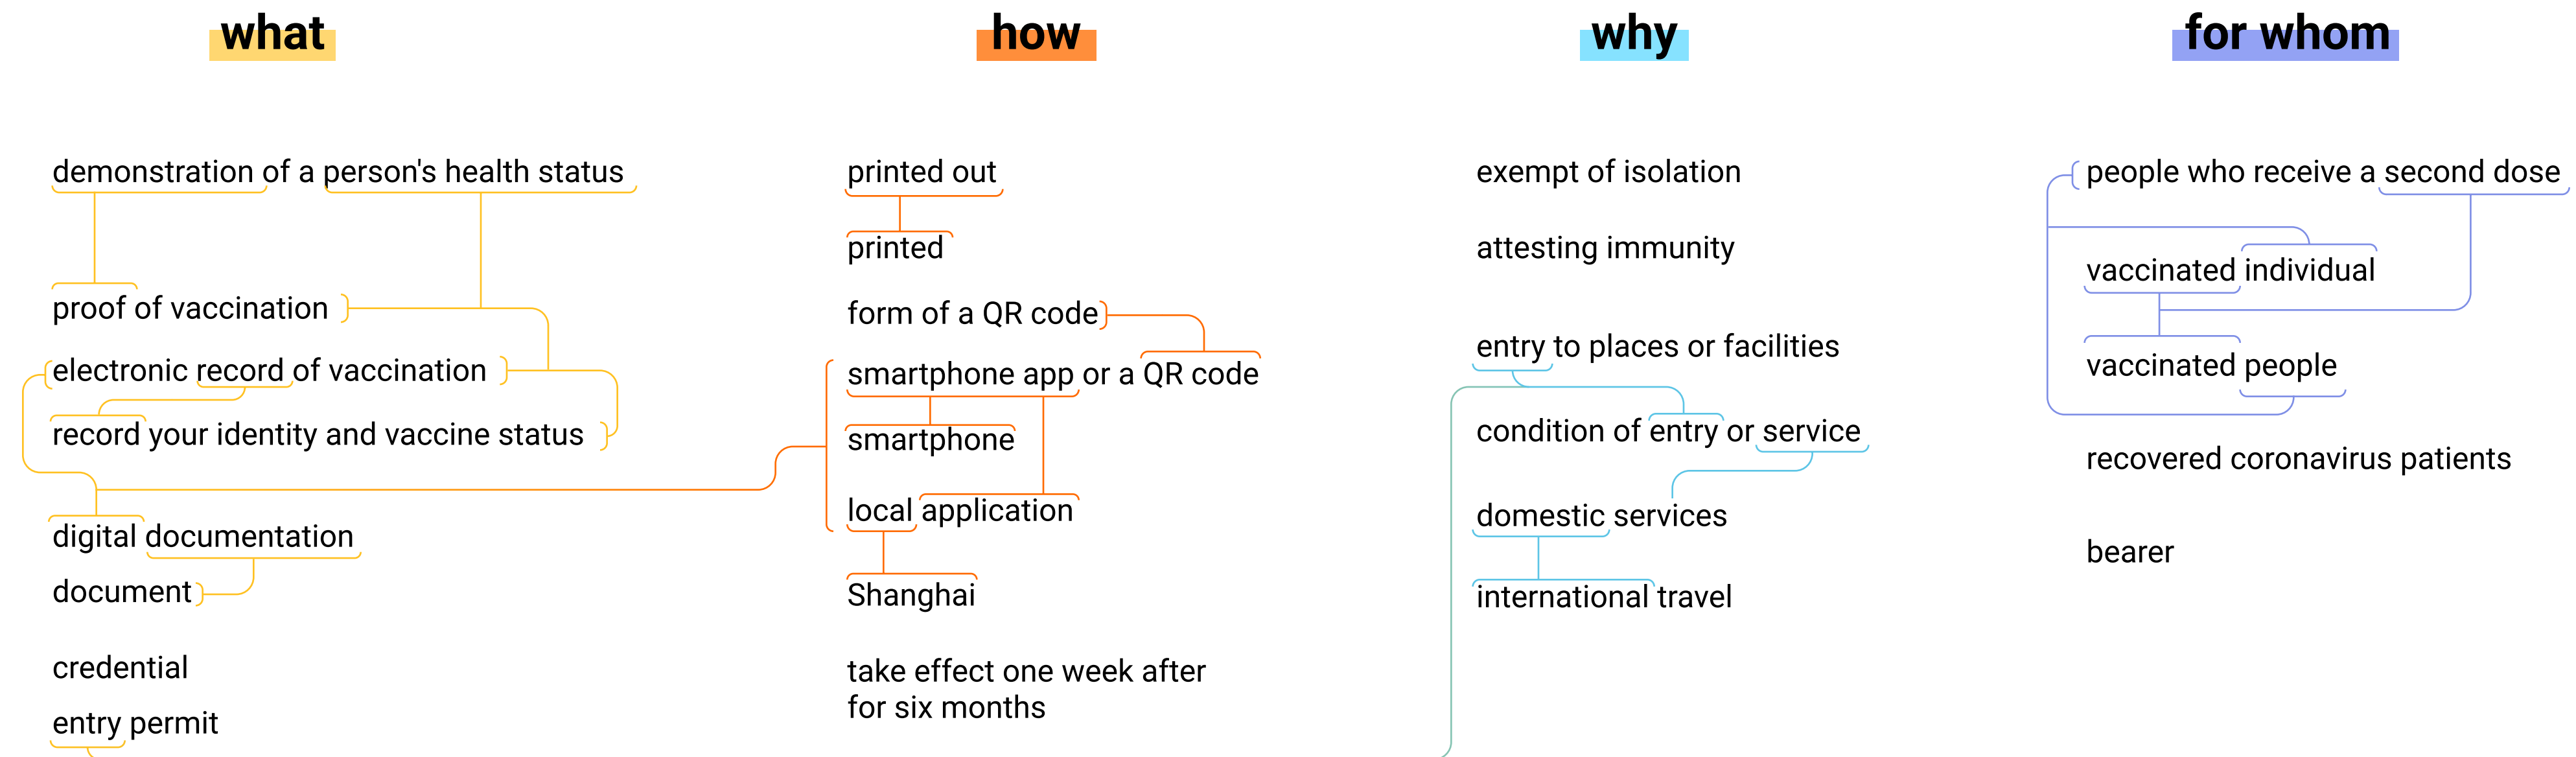 what
demonstration of a person's health status
proof of vaccination
electronic record of vaccination
record your identity and vaccine status
digital documentation
document
credential
entry permit
how
printed out
printed
form of a QR code
smartphone app or a QR code
smartphone
local application
Shanghai
take effect one week after
for six months
why
exempt of isolation
attesting immunity
entry to places or facilities
condition of entry or service
domestic services
international travel
for whom
people who receive a second dose
vaccinated individual
vaccinated people
recovered coronavirus patients
bearer